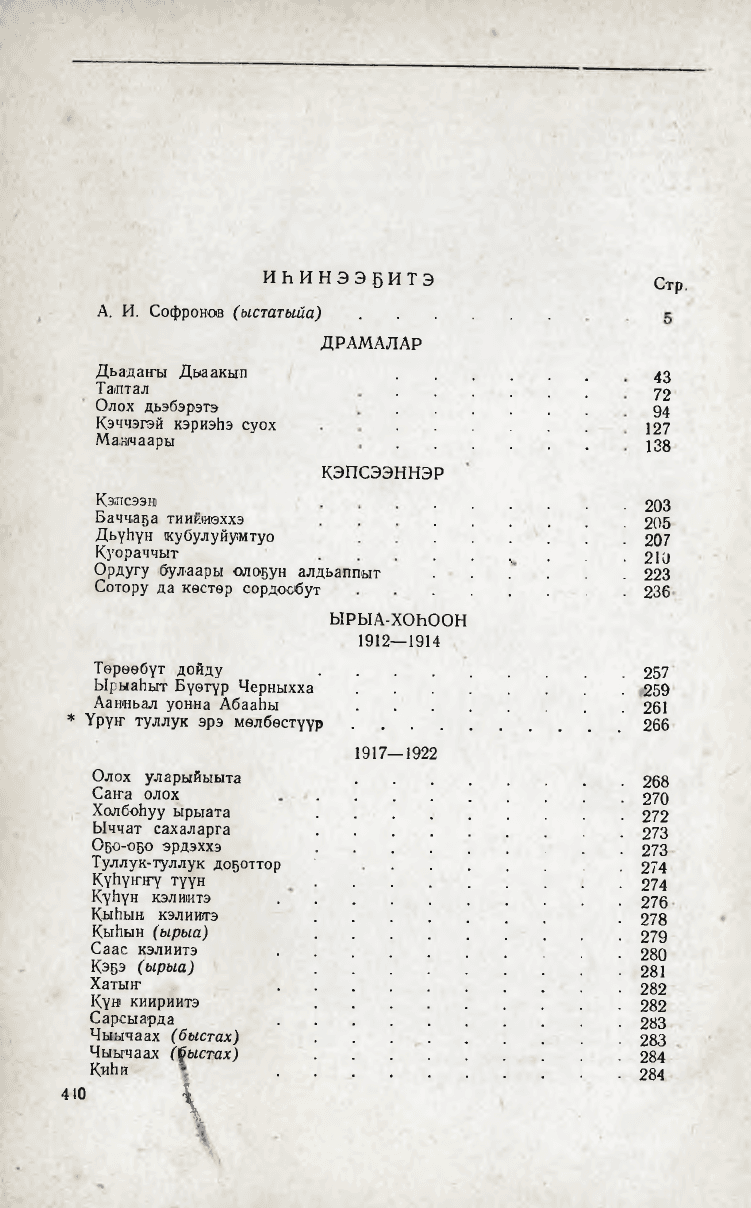 ИҺИНЭЭҔИТЭ
Стр.
А. И. Софронов (ыстатыйа) . . . . . . . . 5
ДРАМАЛАР
Дьадаҥы Дьаакып . . . . . . . 43
Таптал . . . . . . . . 72
Олох дьэбэрэтэ . . . . . . . . 94
Кэччэгэй кэриэһэ суох . . . . . . . . . 127
Манчаары . . . . . . . . 138
КЭПСЭЭННЭР
Кэпсээн . . . . . . . . . 203
Баччаҕа тиийиэххэ . . . . . . . . . 205
Дьүһүн кубулуйумтуо . . . . . . . . 207
Куораччыт . . . . . . . . . 210
Ордугу булаары олоҕун алдьаппыт . . . . . . 223
Сотору да көстөр сордообут . . . . . . . . 236
ЫРЫА-ХОҺООН
1912—1914
Төрөөбүт дойду . . . . . . . . . 257
Ырыаһыт Бүөтүр Черныхха . . . . . . . . 259
Аанньал уонна Абааһы . . . . . . . . 261
* Үрүҥ туллук эрэ мөлбөстүүр . . . . . . . . . 266
1917—1922
Олох уларыйыыта . . . . . . . . 268
Саҥа олох . . . . . . . . . . 270
Холбоһуу ырыата . . . . . . . . . 272
Ыччат сахаларга . . . . . . . . . 273
Оҕо-оҕо эрдэххэ . . . . . . . . . 273
Туллук-туллук доҕоттор . . . . . . . . 274
Күһүҥҥү түүн . . . . . . . . . 274
Күһүн кэлиитэ . . . . . . . . . . 276
Кыһын кэлиитэ . . . . . . . . . 278
Кыһын (ырыа) . . . . . . . . . 279
Саас кэлиитэ . . . . . . . . . . 280
Кэҕэ (ырыа) . . . . . . . . . 281
Хатыҥ . . . . . . . . . . 282
Күн киириитэ . . . . . . . . . 282
Сарсыарда . . . . . . . . . . 283
Чыычаах (быстах) . . . . . . . . . 283
Чыычаах (быстах) . . . . . . . . . 284
Киһи . . . . . . . . . . 284
440